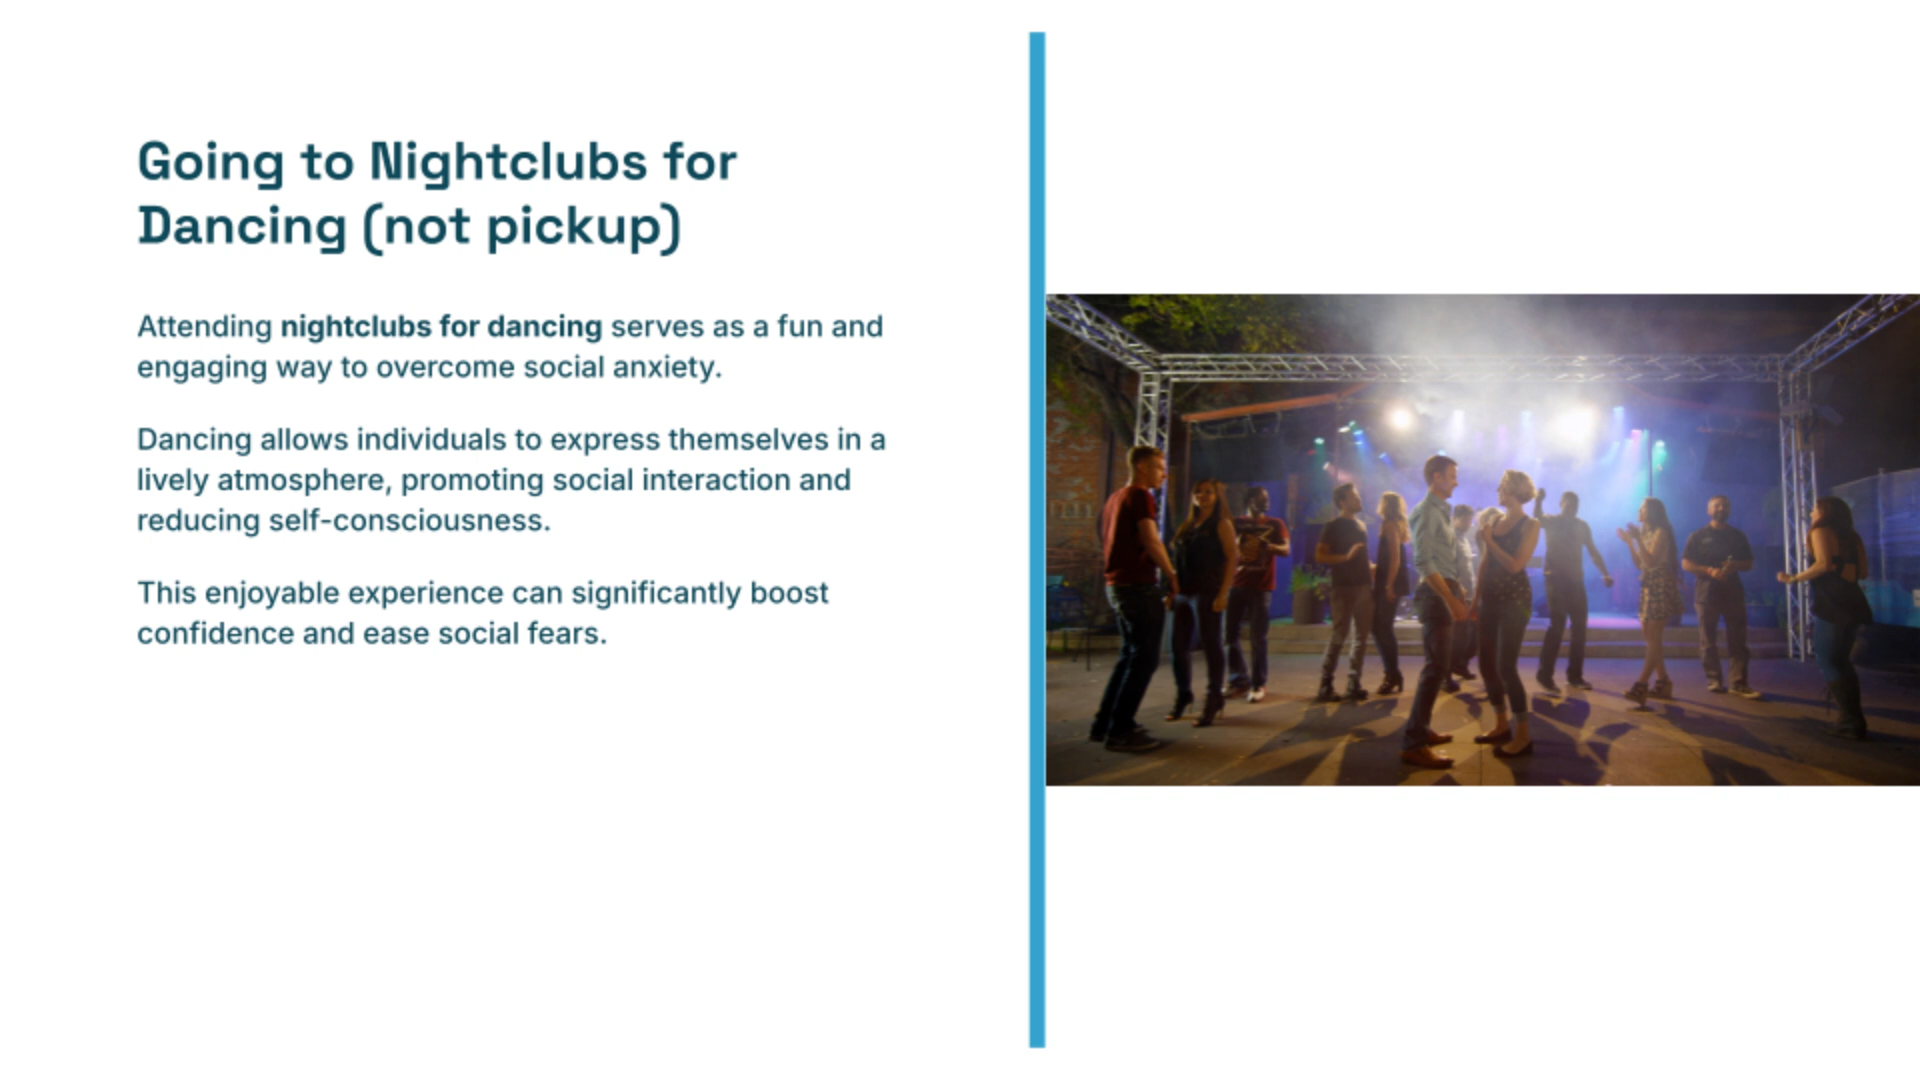 Going to Nightclubs for
Dancing (not pickup)
Attending nightclubs for dancing serves as a fun and
engaging way to overcome social anxiety.
Dancing allows individuals to express themselves in a
lively atmosphere, promoting social interaction and
reducing self-consciousness.
This enjoyable experience can significantly boost
confidence and ease social fears.